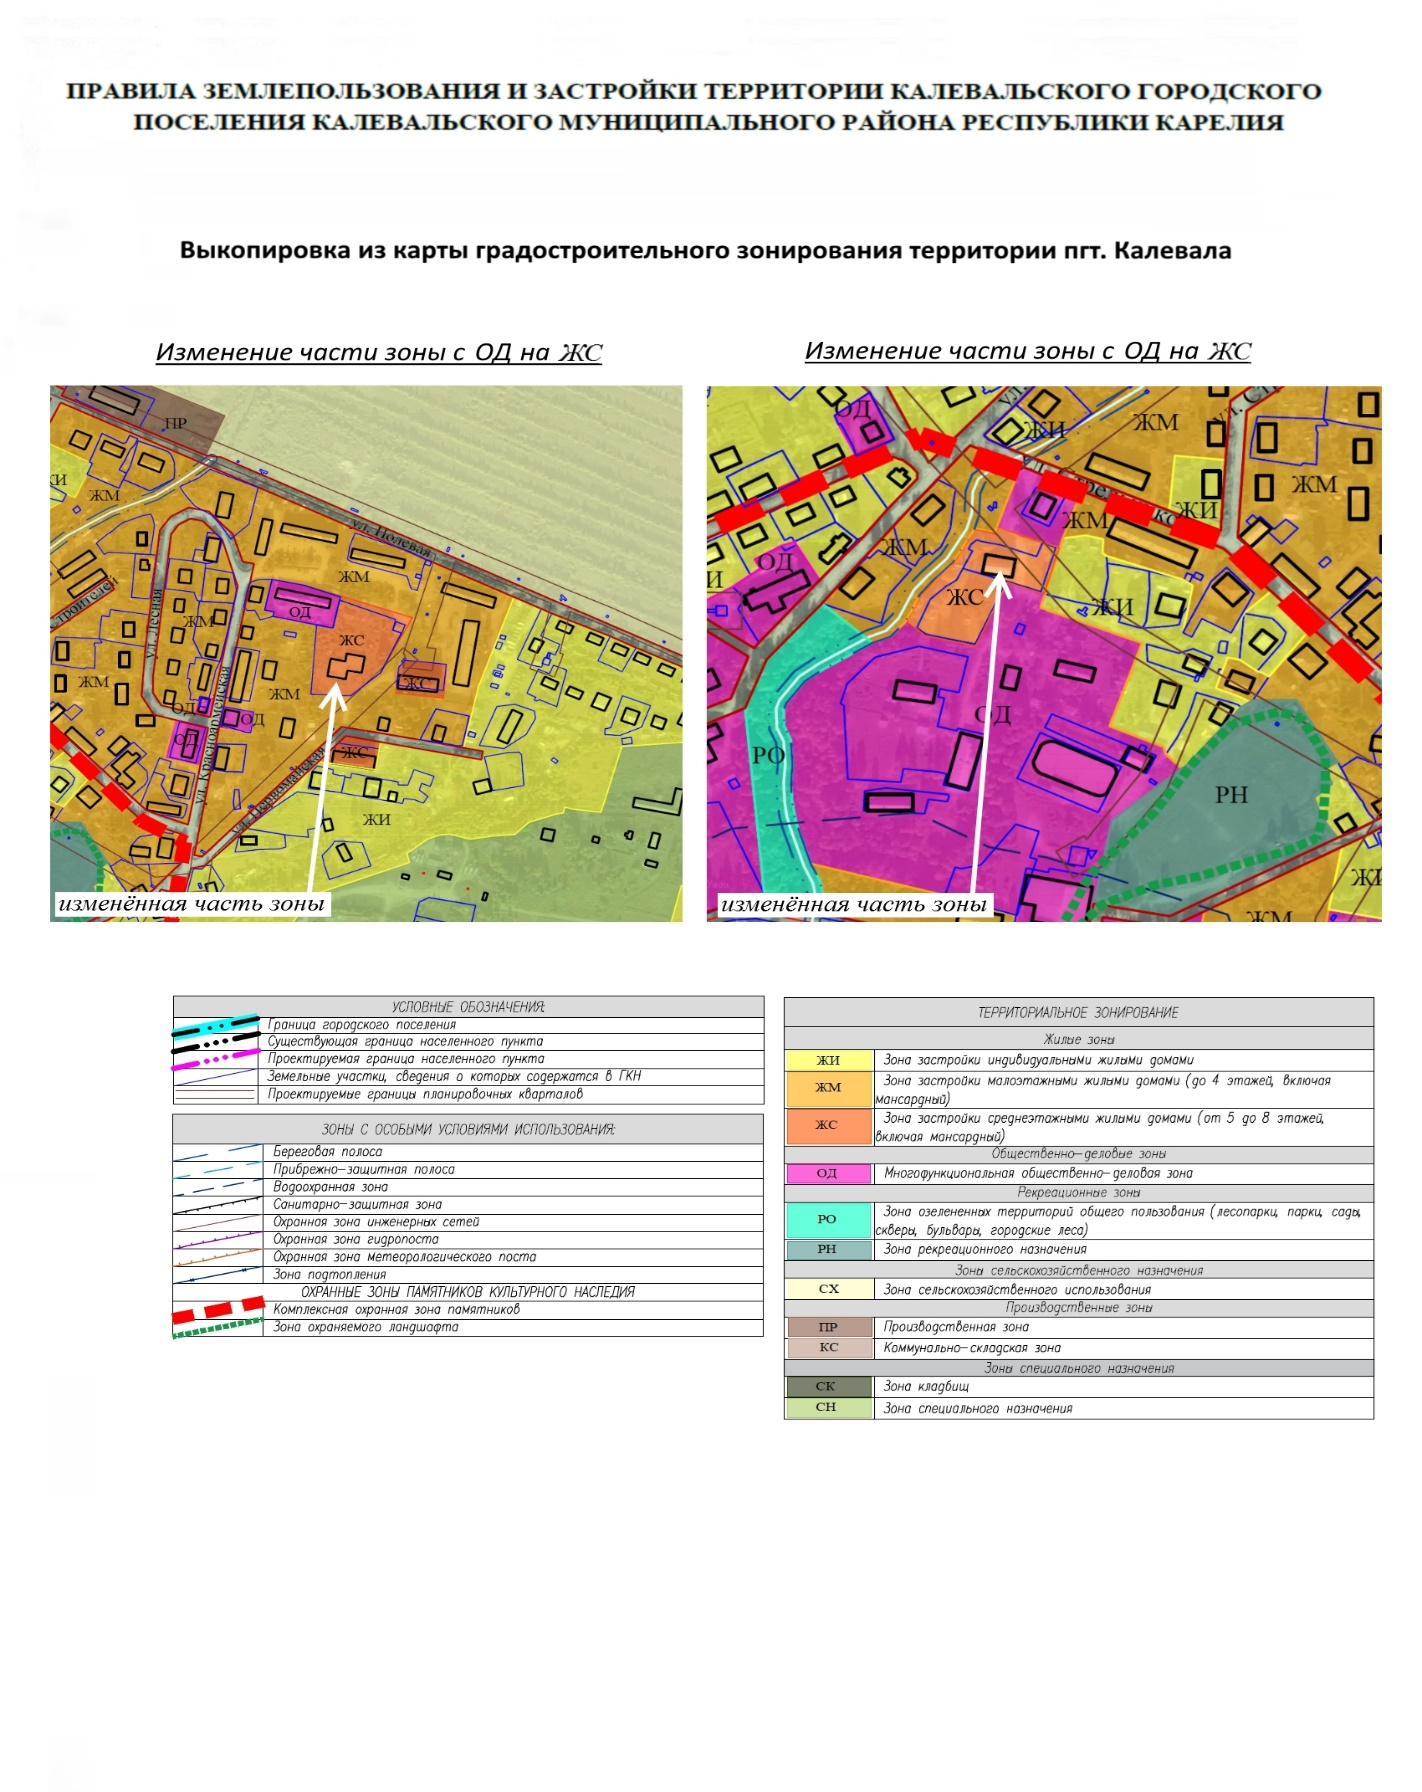 ПРАВИЛА ЗЕМЛЕПОЛЬЗОВАНИЯ И ЗАСТРОЙКИ ТЕРРИТОРИИ КАЛЕВАЛЬСКОГО ГОРОДСКОГО
ПОСЕЛЕНИЯ КАЛЕВАЛЬСКОГО МУНИЦИПАЛЬНОГО РАЙОНА РЕСПУБЛИКИ КАРЕЛИЯ
Выкопировка из карты градостроительного зонирования территории пгт. Калевала
Изменение части зоны с ОД на ЖС
ПР
ЖМ
ул. Полевая
ЖМ
ОД
ЖС
ул. Лесная
ЖМ
ЖС
ЖМ
ЖМ
ОД
ОД
ОД
ул. Красноармейская
ЖС
ул. Первомайская
ЖИ
изменённая часть зоны
Изменение части зоны с ОД на ЖС
ОД
ЖИ
ЖМ
ЖМ
ЖМ
ЖИ
ЖМ
ОД
ЖС
ЖИ
ОД
РО
РН
ЖИ
ЖМ
изменённая часть зоны
УСЛОВНЫЕ ОБОЗНАЧЕНИЯ:
Граница городского поселения
Существующая граница населенного пункта
Проектируемая граница населенного пункта
Земельные участки, сведения о которых содержатся в ГКН
Проектируемые границы планировочных кварталов
ЗОНЫ С ОСОБЫМИ УСЛОВИЯМИ ИСПОЛЬЗОВАНИЯ:
Береговая полоса
Прибрежно-защитная полоса
Водоохранная зона
Санитарно-защитная зона
Охранная зона инженерных сетей
Охранная зона гидропоста
Охранная зона метеорологического поста
Зона подтопления
ОХРАННЫЕ ЗОНЫ ПАМЯТНИКОВ КУЛЬТУРНОГО НАСЛЕДИЯ
Комплексная охранная зона памятников
Зона охраняемого ландшафта
ТЕРРИТОРИАЛЬНОЕ ЗОНИРОВАНИЕ
Жилые зоны
ЖИ Зона застройки индивидуальными жилыми домами
ЖМ Зона застройки малоэтажными жилыми домами (до 4 этажей, включая
мансардный)
ЖС Зона застройки среднеэтажными жилыми домами (от 5 до 8 этажей,
включая мансардный)
Общественно-деловые зоны
ОД Многофункциональная общественно-деловая зона
Рекреационные зоны
РО Зона озелененных территорий общего пользования (лесопарки, парки, сады,
скверы, бульвары, городские леса)
РН Зона рекреационного назначения
Зоны сельскохозяйственного назначения
СХ Зона сельскохозяйственного использования
Производственные зоны
ПР Производственная зона
КС Коммунально-складская зона
Зоны специального назначения
СК Зона кладбищ
СН Зона специального назначения